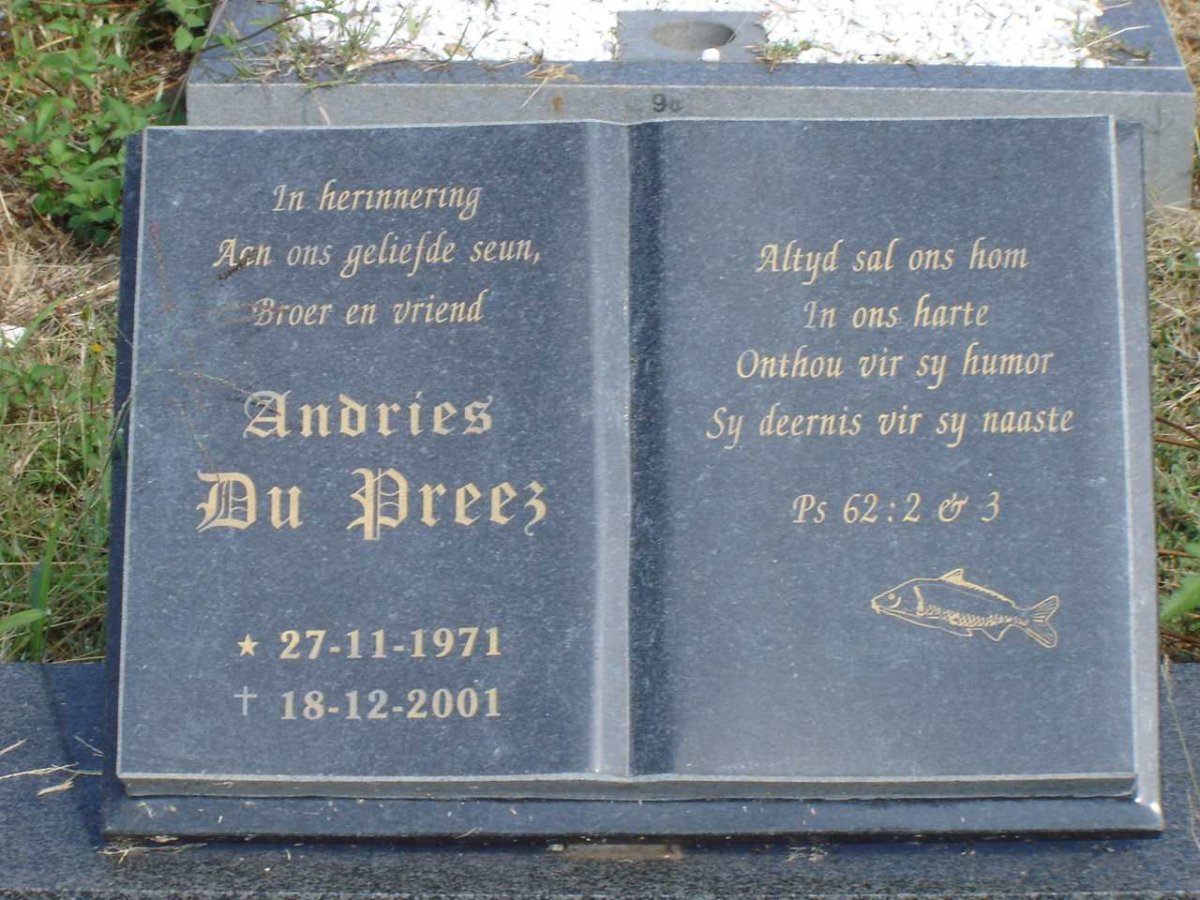 In herinnering
Aan ons geliefde seun,
Broer en vriend
Andries
Du Preez
★ 27-11-1971
† 18-12-2001
Altyd sal ons hom
In ons harte
Onthou vir sy humor
Sy deernis vir sy naaste
Ps 62:2 & 3